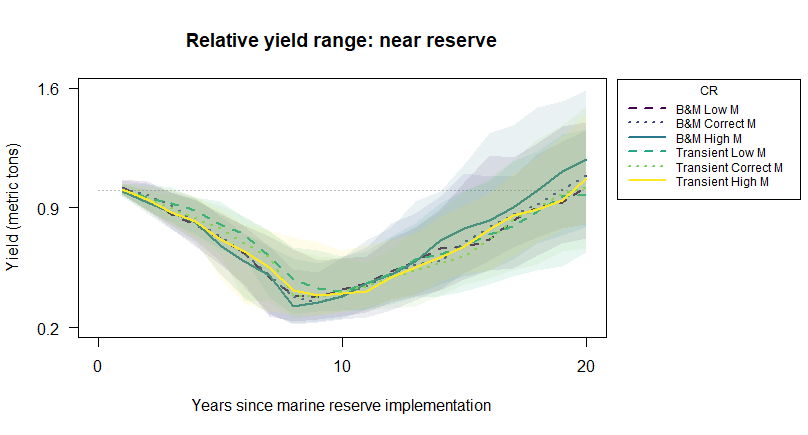 Relative yield range: near reserve
1.6
0.9
0.2
Yield (metric tons)
0
10
20
Years since marine reserve implementation
CR
B&M Low M
B&M Correct M
B&M High M
Transient Low M
Transient Correct M
Transient High M